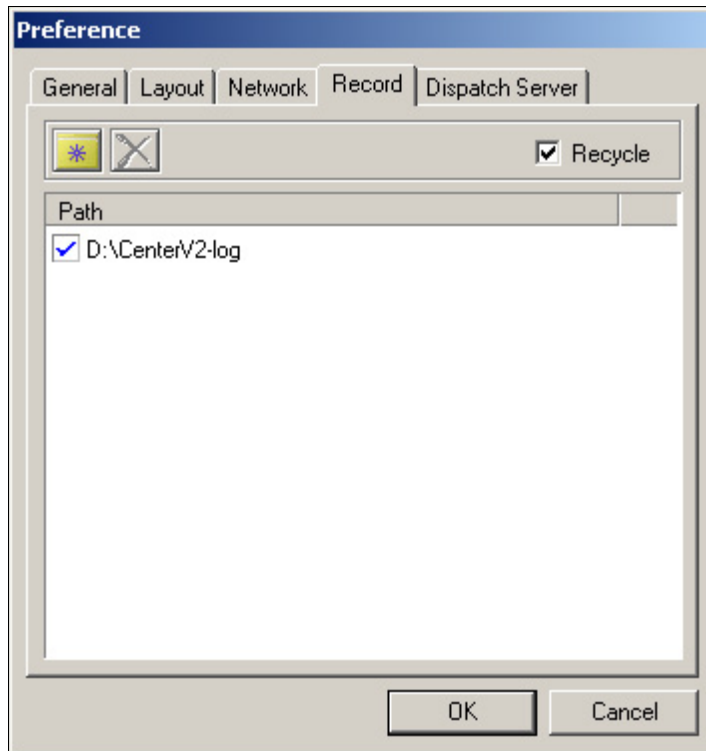 Preference
General Layout Network Record Dispatch Server
Recycle
Path
D:\CenterV2-log
OK Cancel